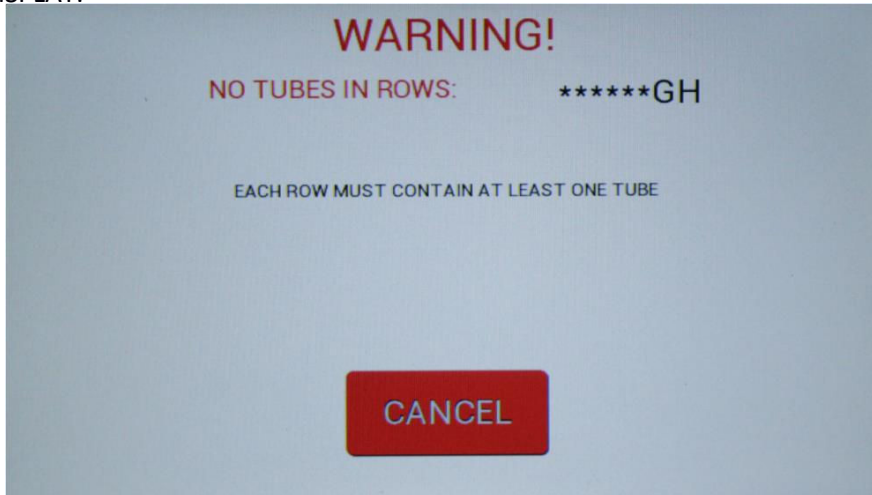 WARNING!
NO TUBES IN ROWS: ******GH
EACH ROW MUST CONTAIN AT LEAST ONE TUBE
CANCEL